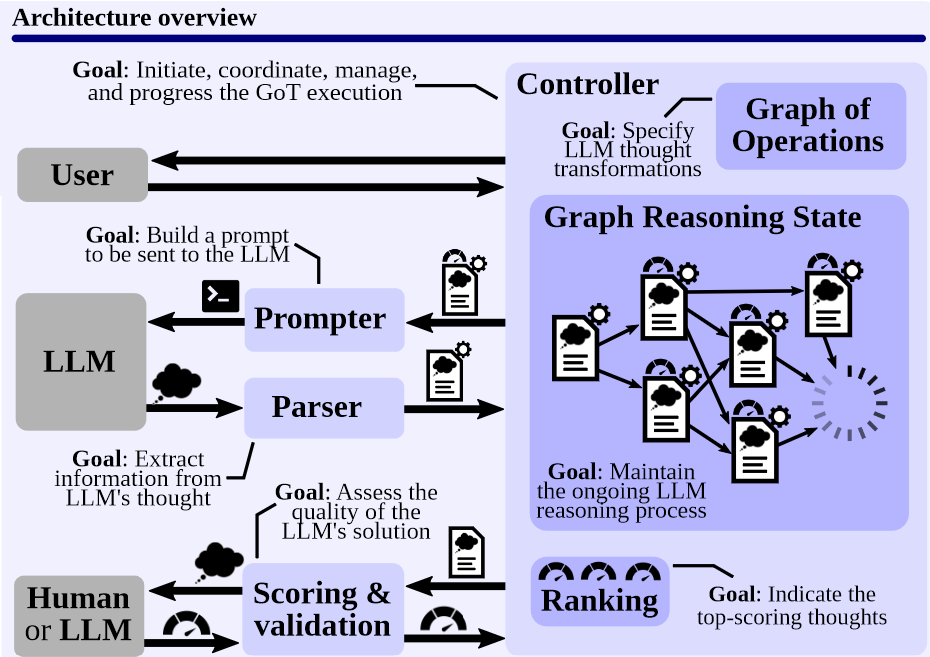 Architecture overview
Goal: Initiate, coordinate, manage,
and progress the GoT execution
Controller
Graph of
Operations
Goal: Specify
LLM thought
transformations
User
Graph Reasoning State
Goal: Build a prompt
to be sent to the LLM
Prompter
LLM
Parser
Goal: Extract
information from
LLM's thought
Goal: Maintain
the ongoing LLM
reasoning process
Goal: Assess the
quality of the
LLM's solution
Human
or LLM
Scoring &
validation
Ranking
Goal: Indicate the
top-scoring thoughts